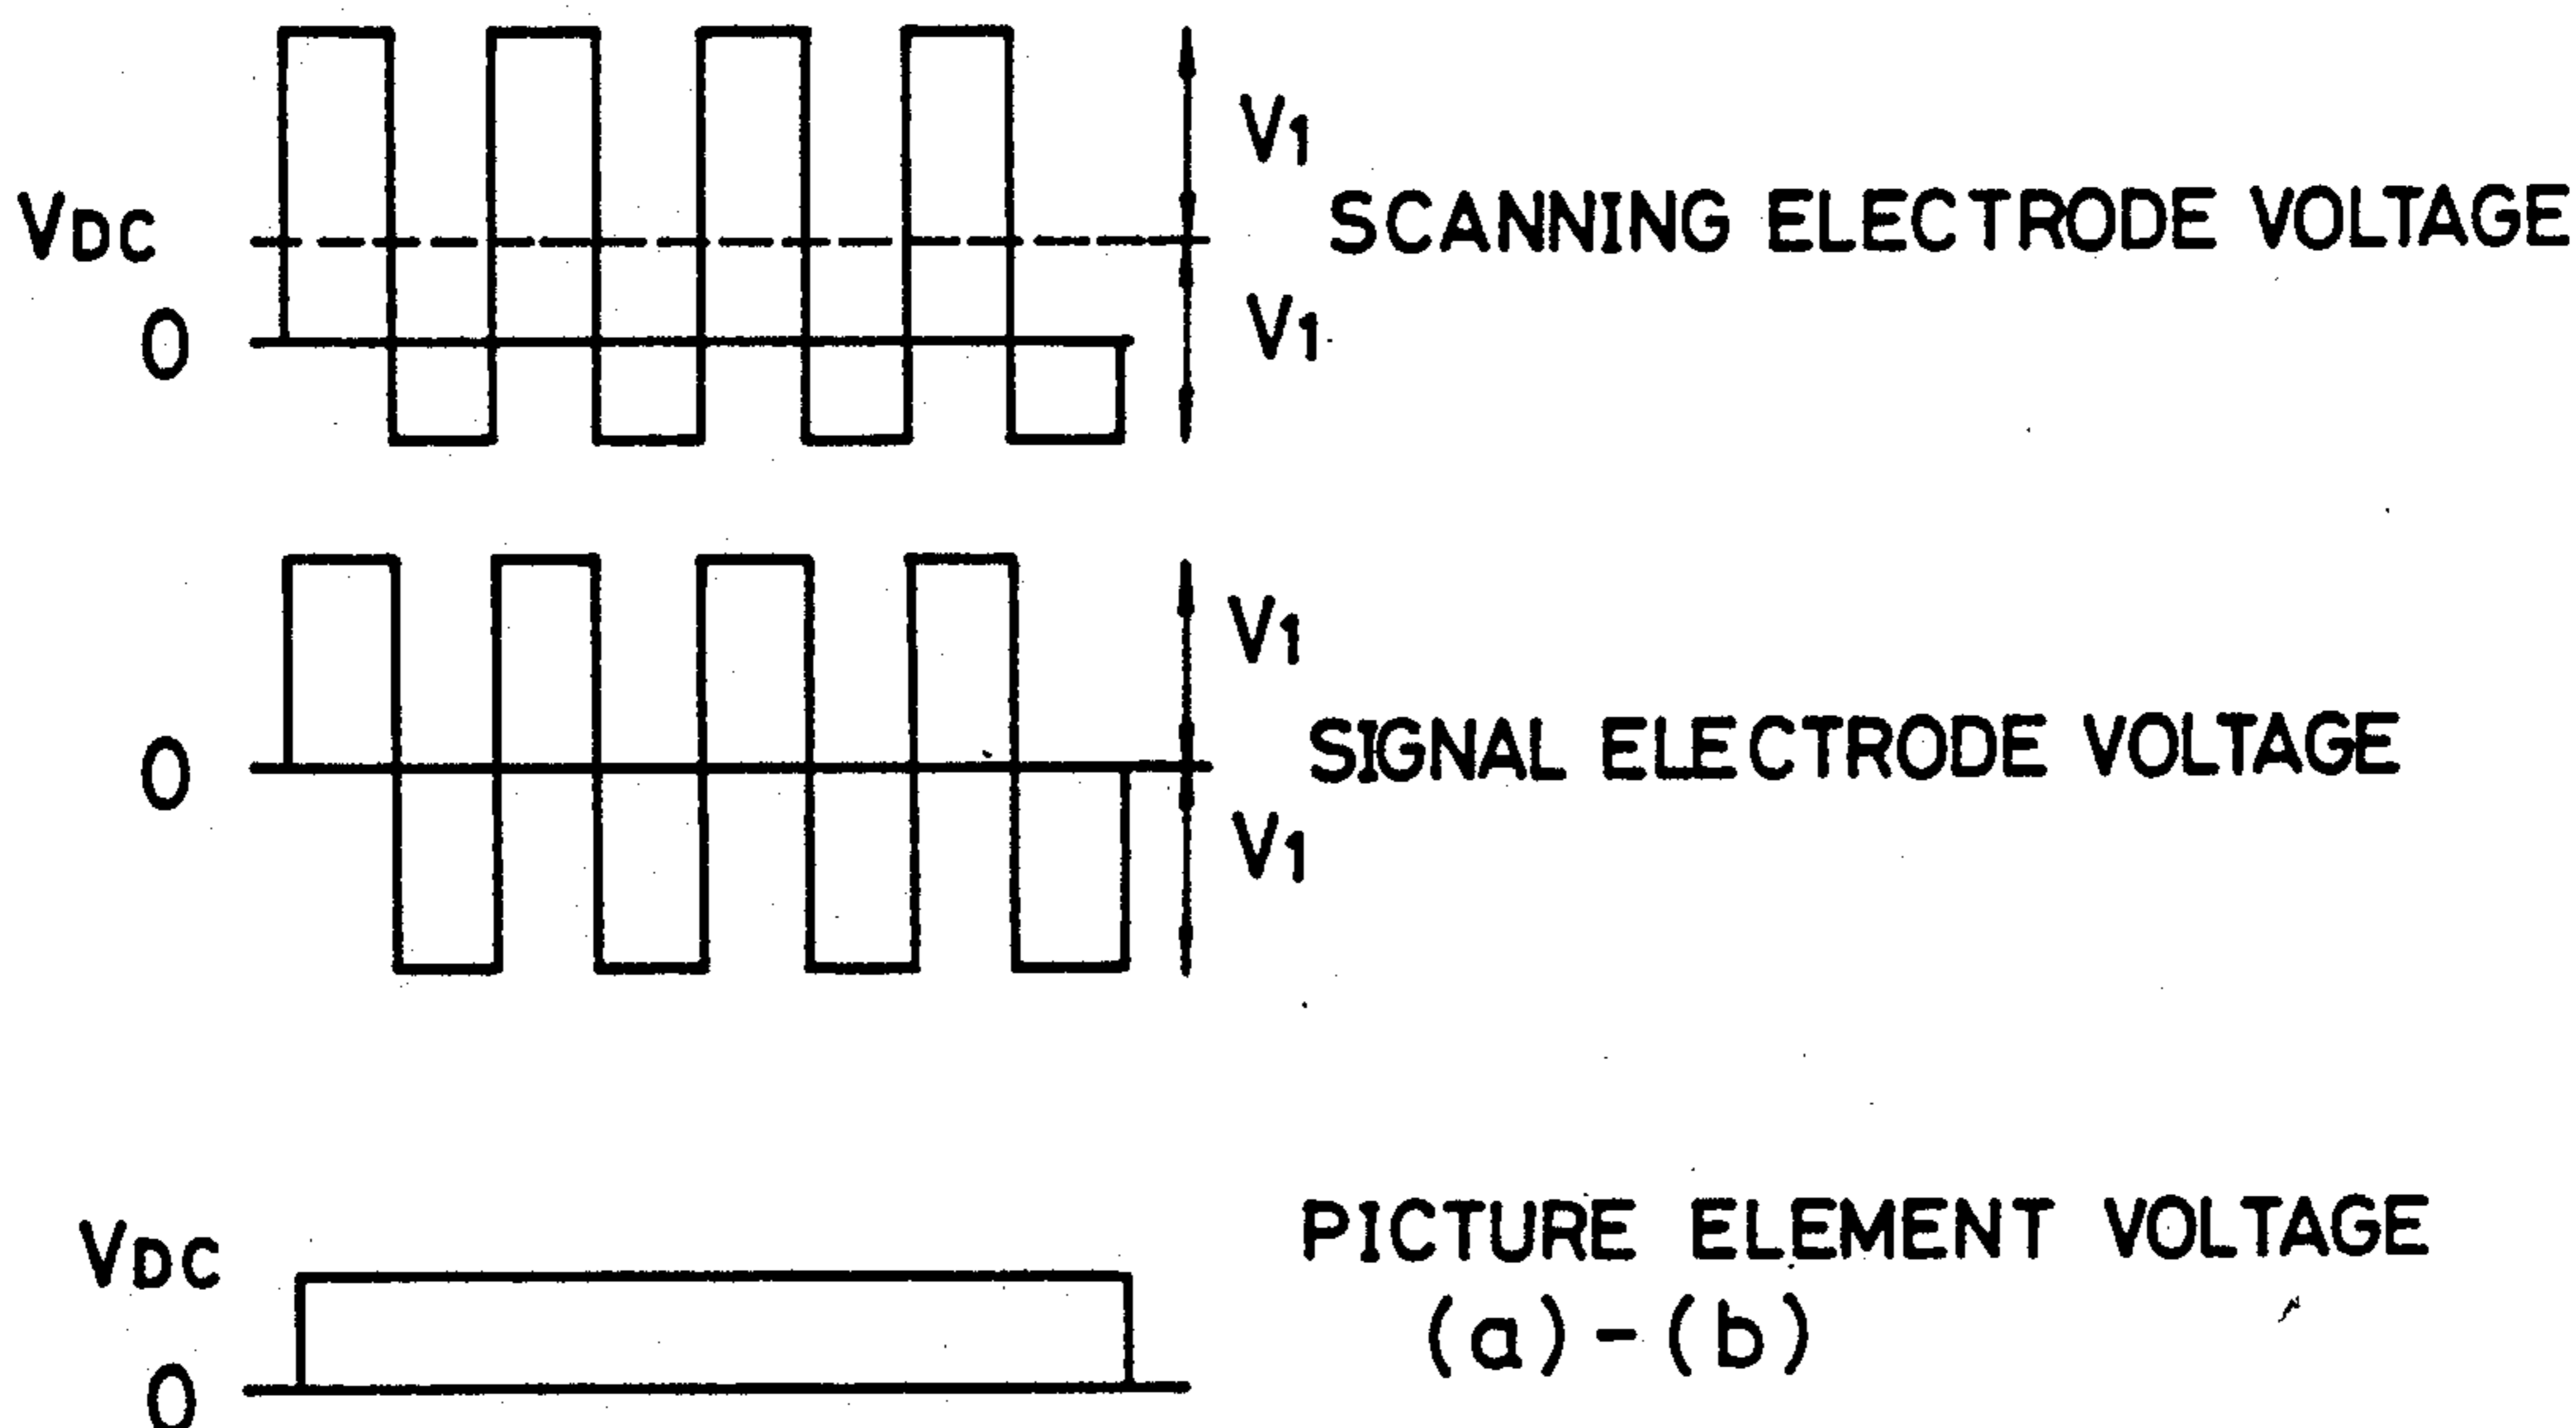 V1
VDC
SCANNING ELECTRODE VOLTAGE
0
V1
V1
0
SIGNAL ELECTRODE VOLTAGE
V1
VDC
PICTURE ELEMENT VOLTAGE
(a)-(b)
0